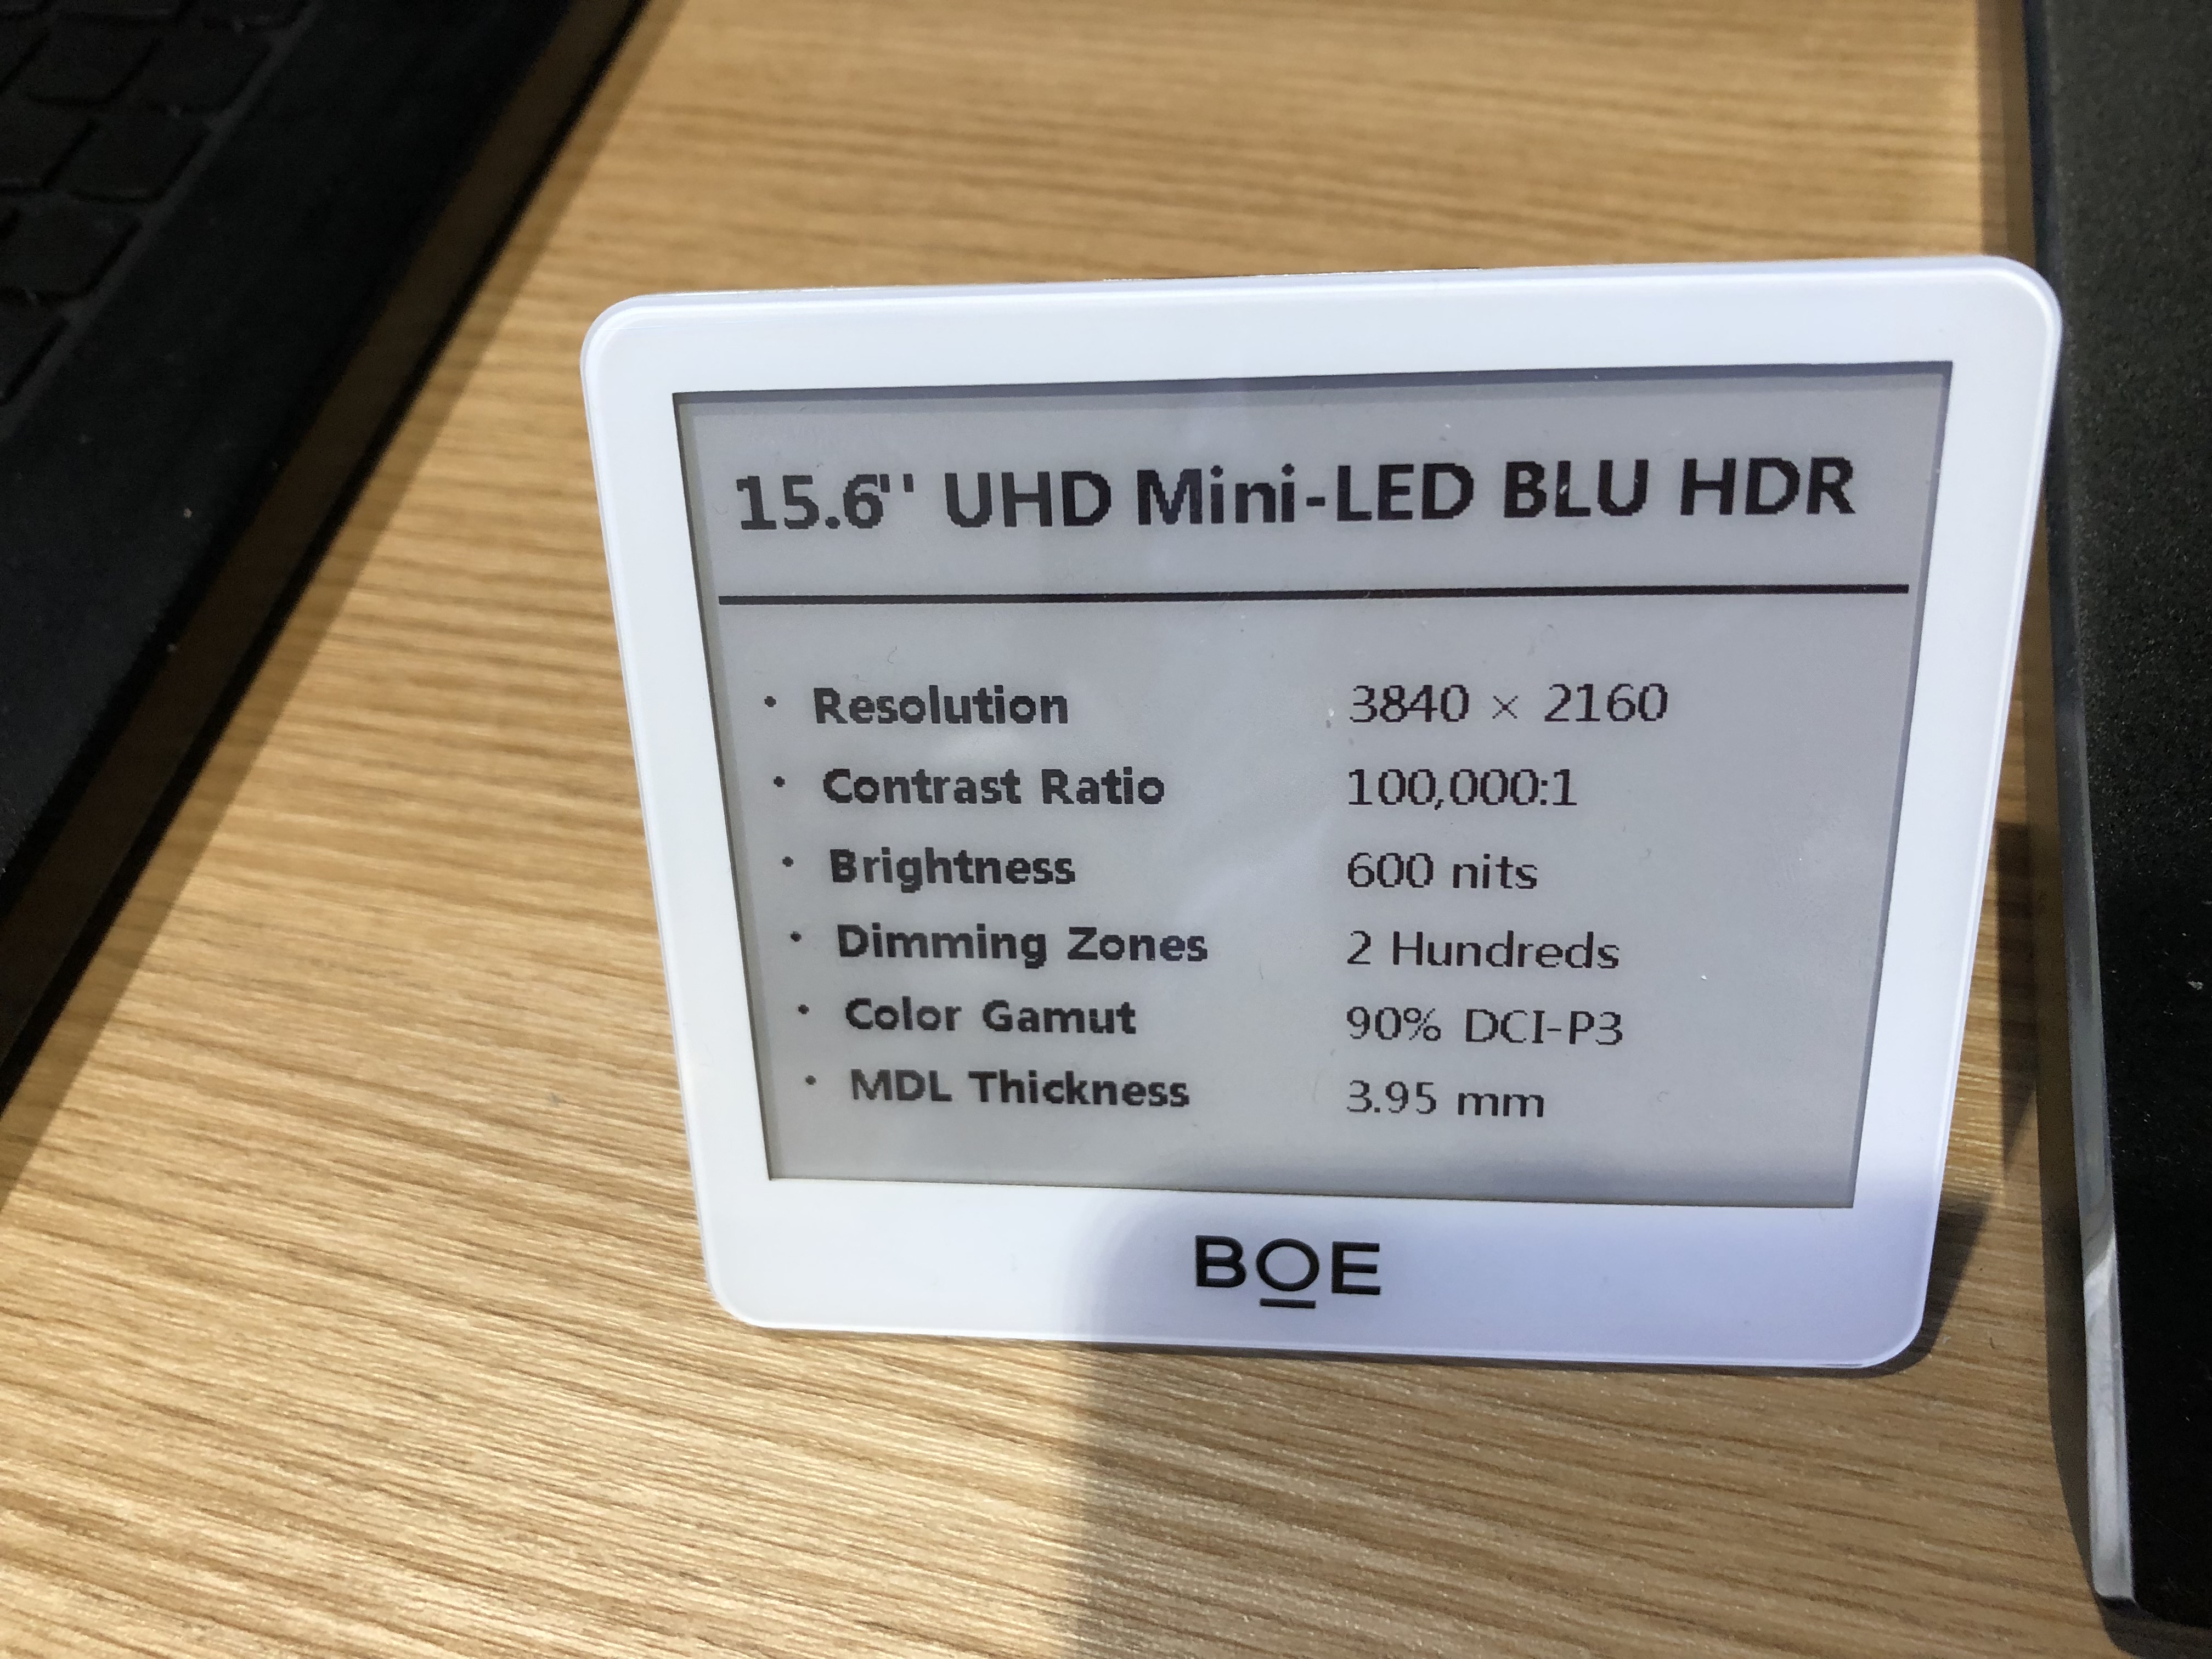 15.6'' UHD Mini-LED BLU HDR
• Resolution 3840 × 2160
• Contrast Ratio 100,000:1
• Brightness 600 nits
• Dimming Zones 2 Hundreds
• Color Gamut 90% DCI-P3
• MDL Thickness 3.95 mm
BOE